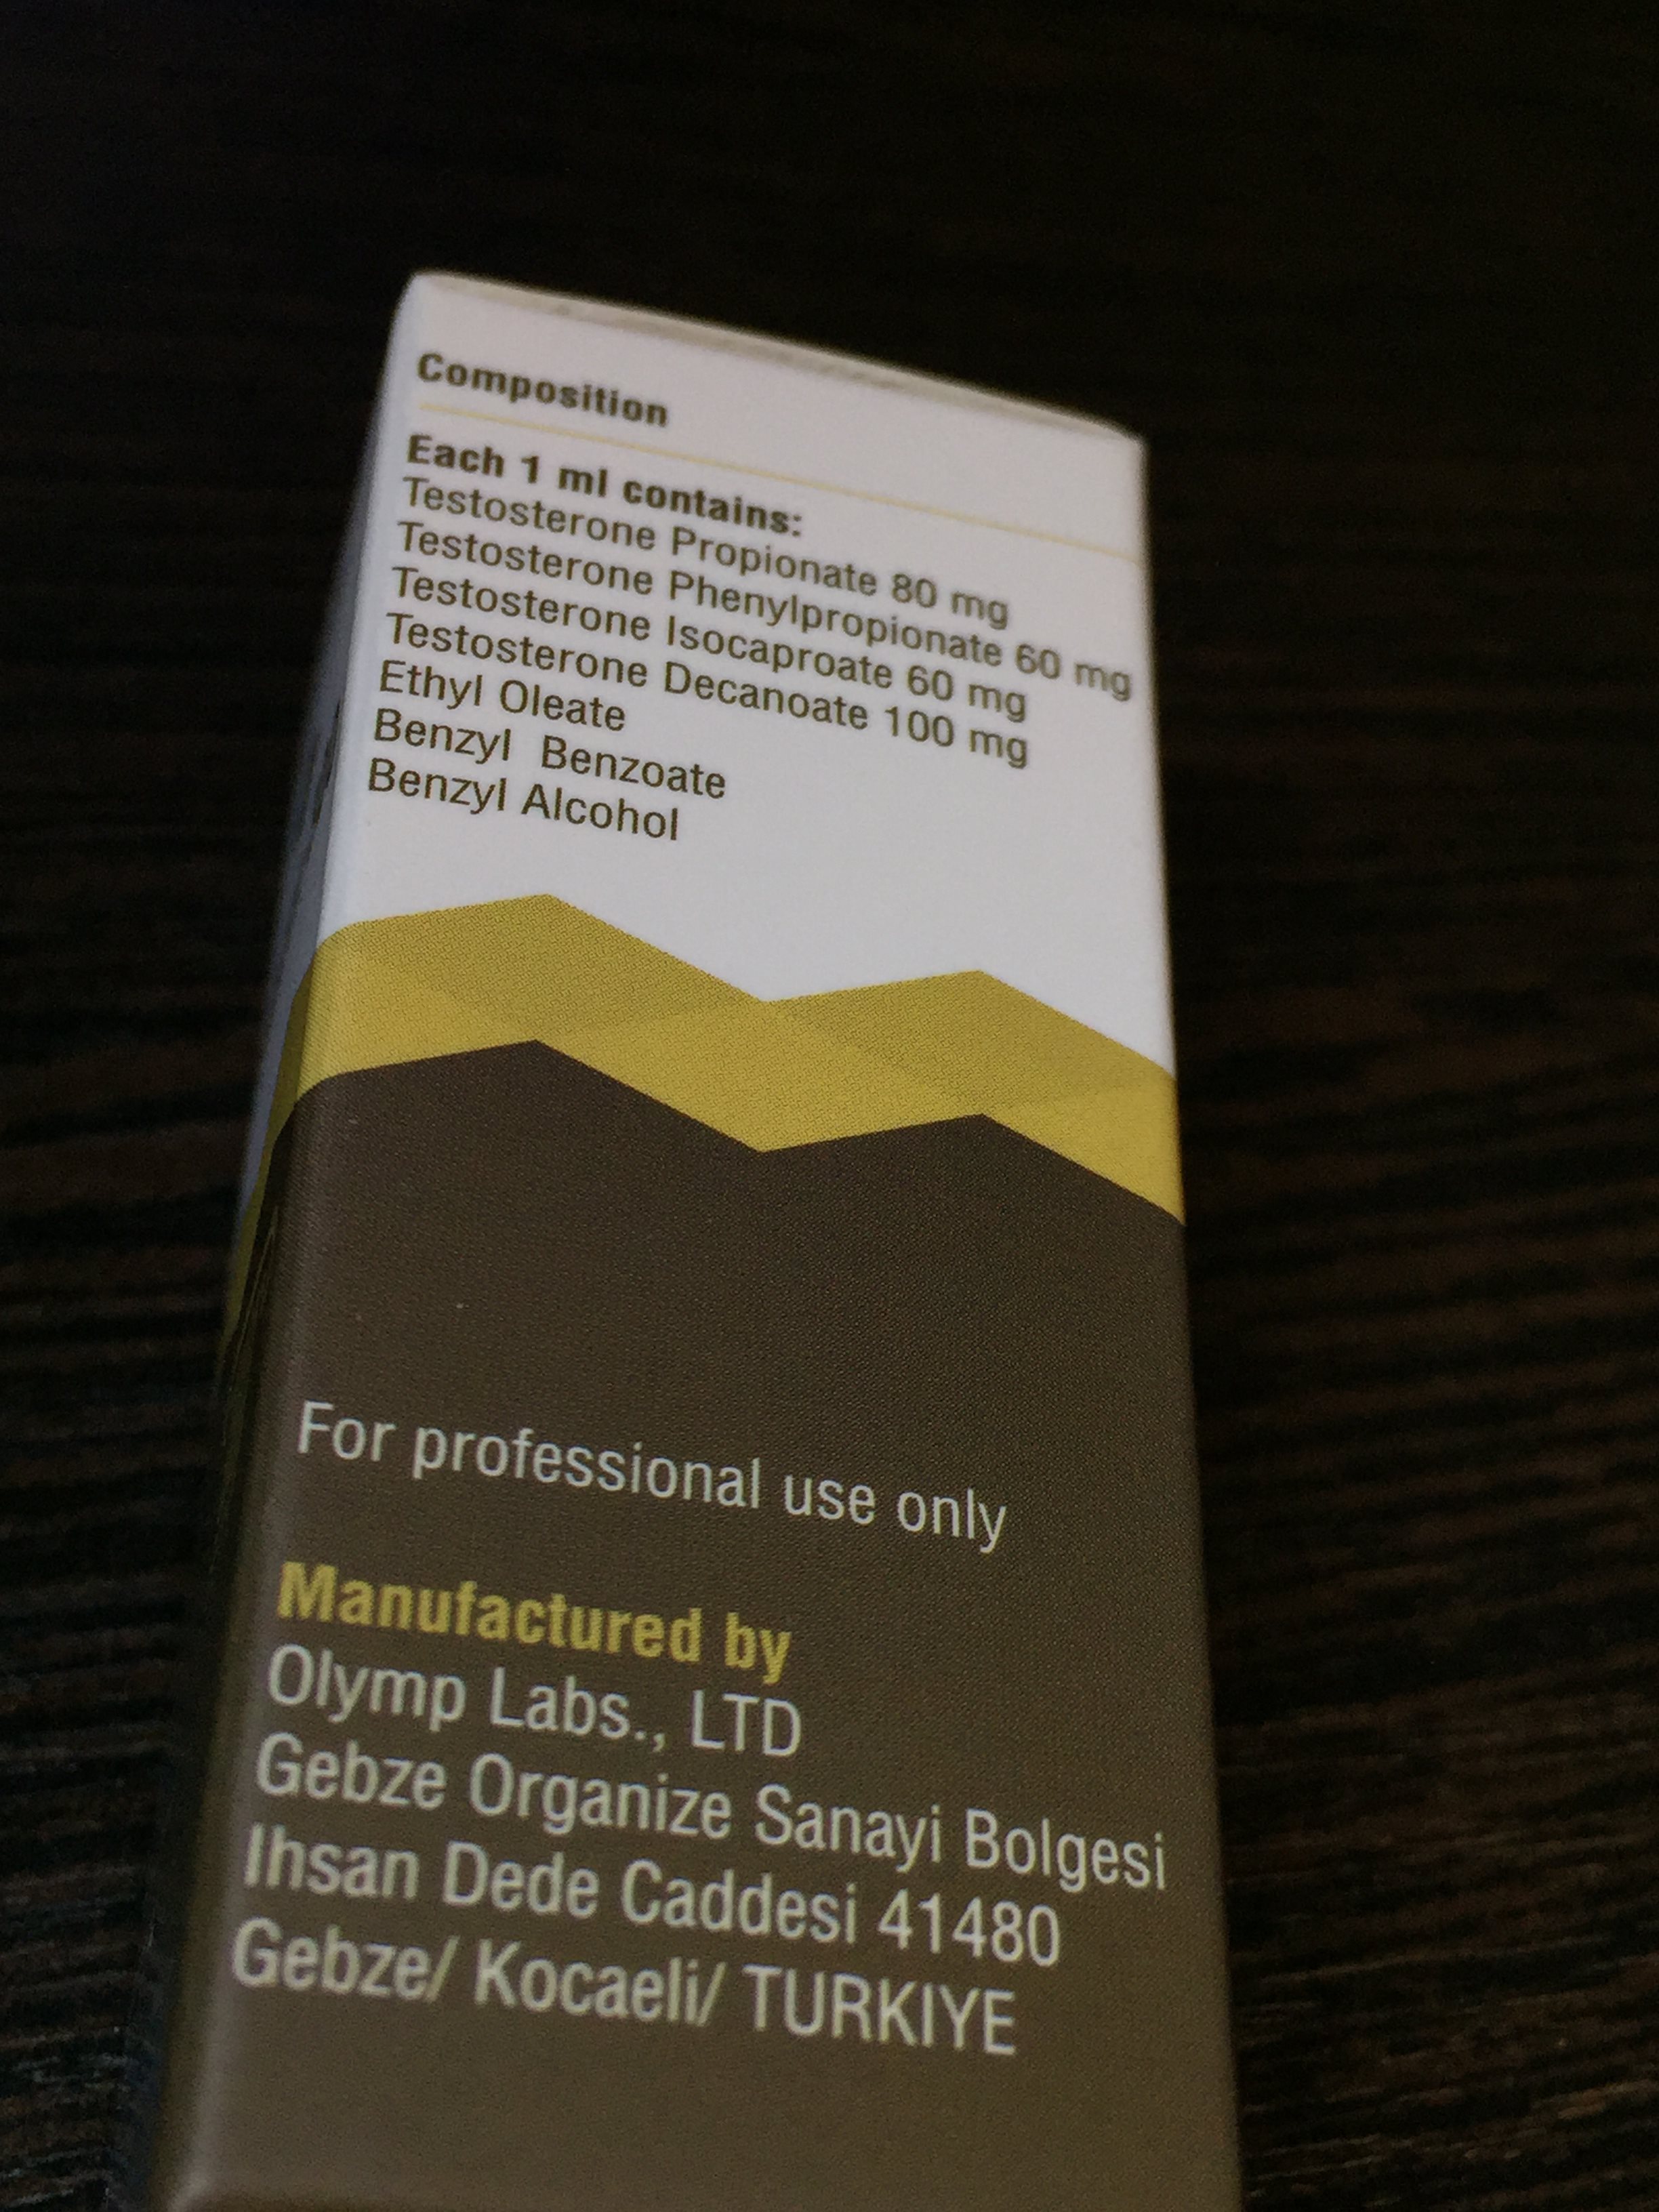 Composition
Each 1 ml contains:
Testosterone Propionate 80 mg
Testosterone Phenylpropionate 60 mg
Testosterone Isocaproate 60 mg
Testosterone Decanoate 100 mg
Ethyl Oleate
Benzyl Benzoate
Benzyl Alcohol
For professional use only
Manufactured by
Olymp Labs., LTD
Gebze Organize Sanayi Bolgesi
Ihsan Dede Caddesi 41480
Gebze/ Kocaeli/ TURKIYE